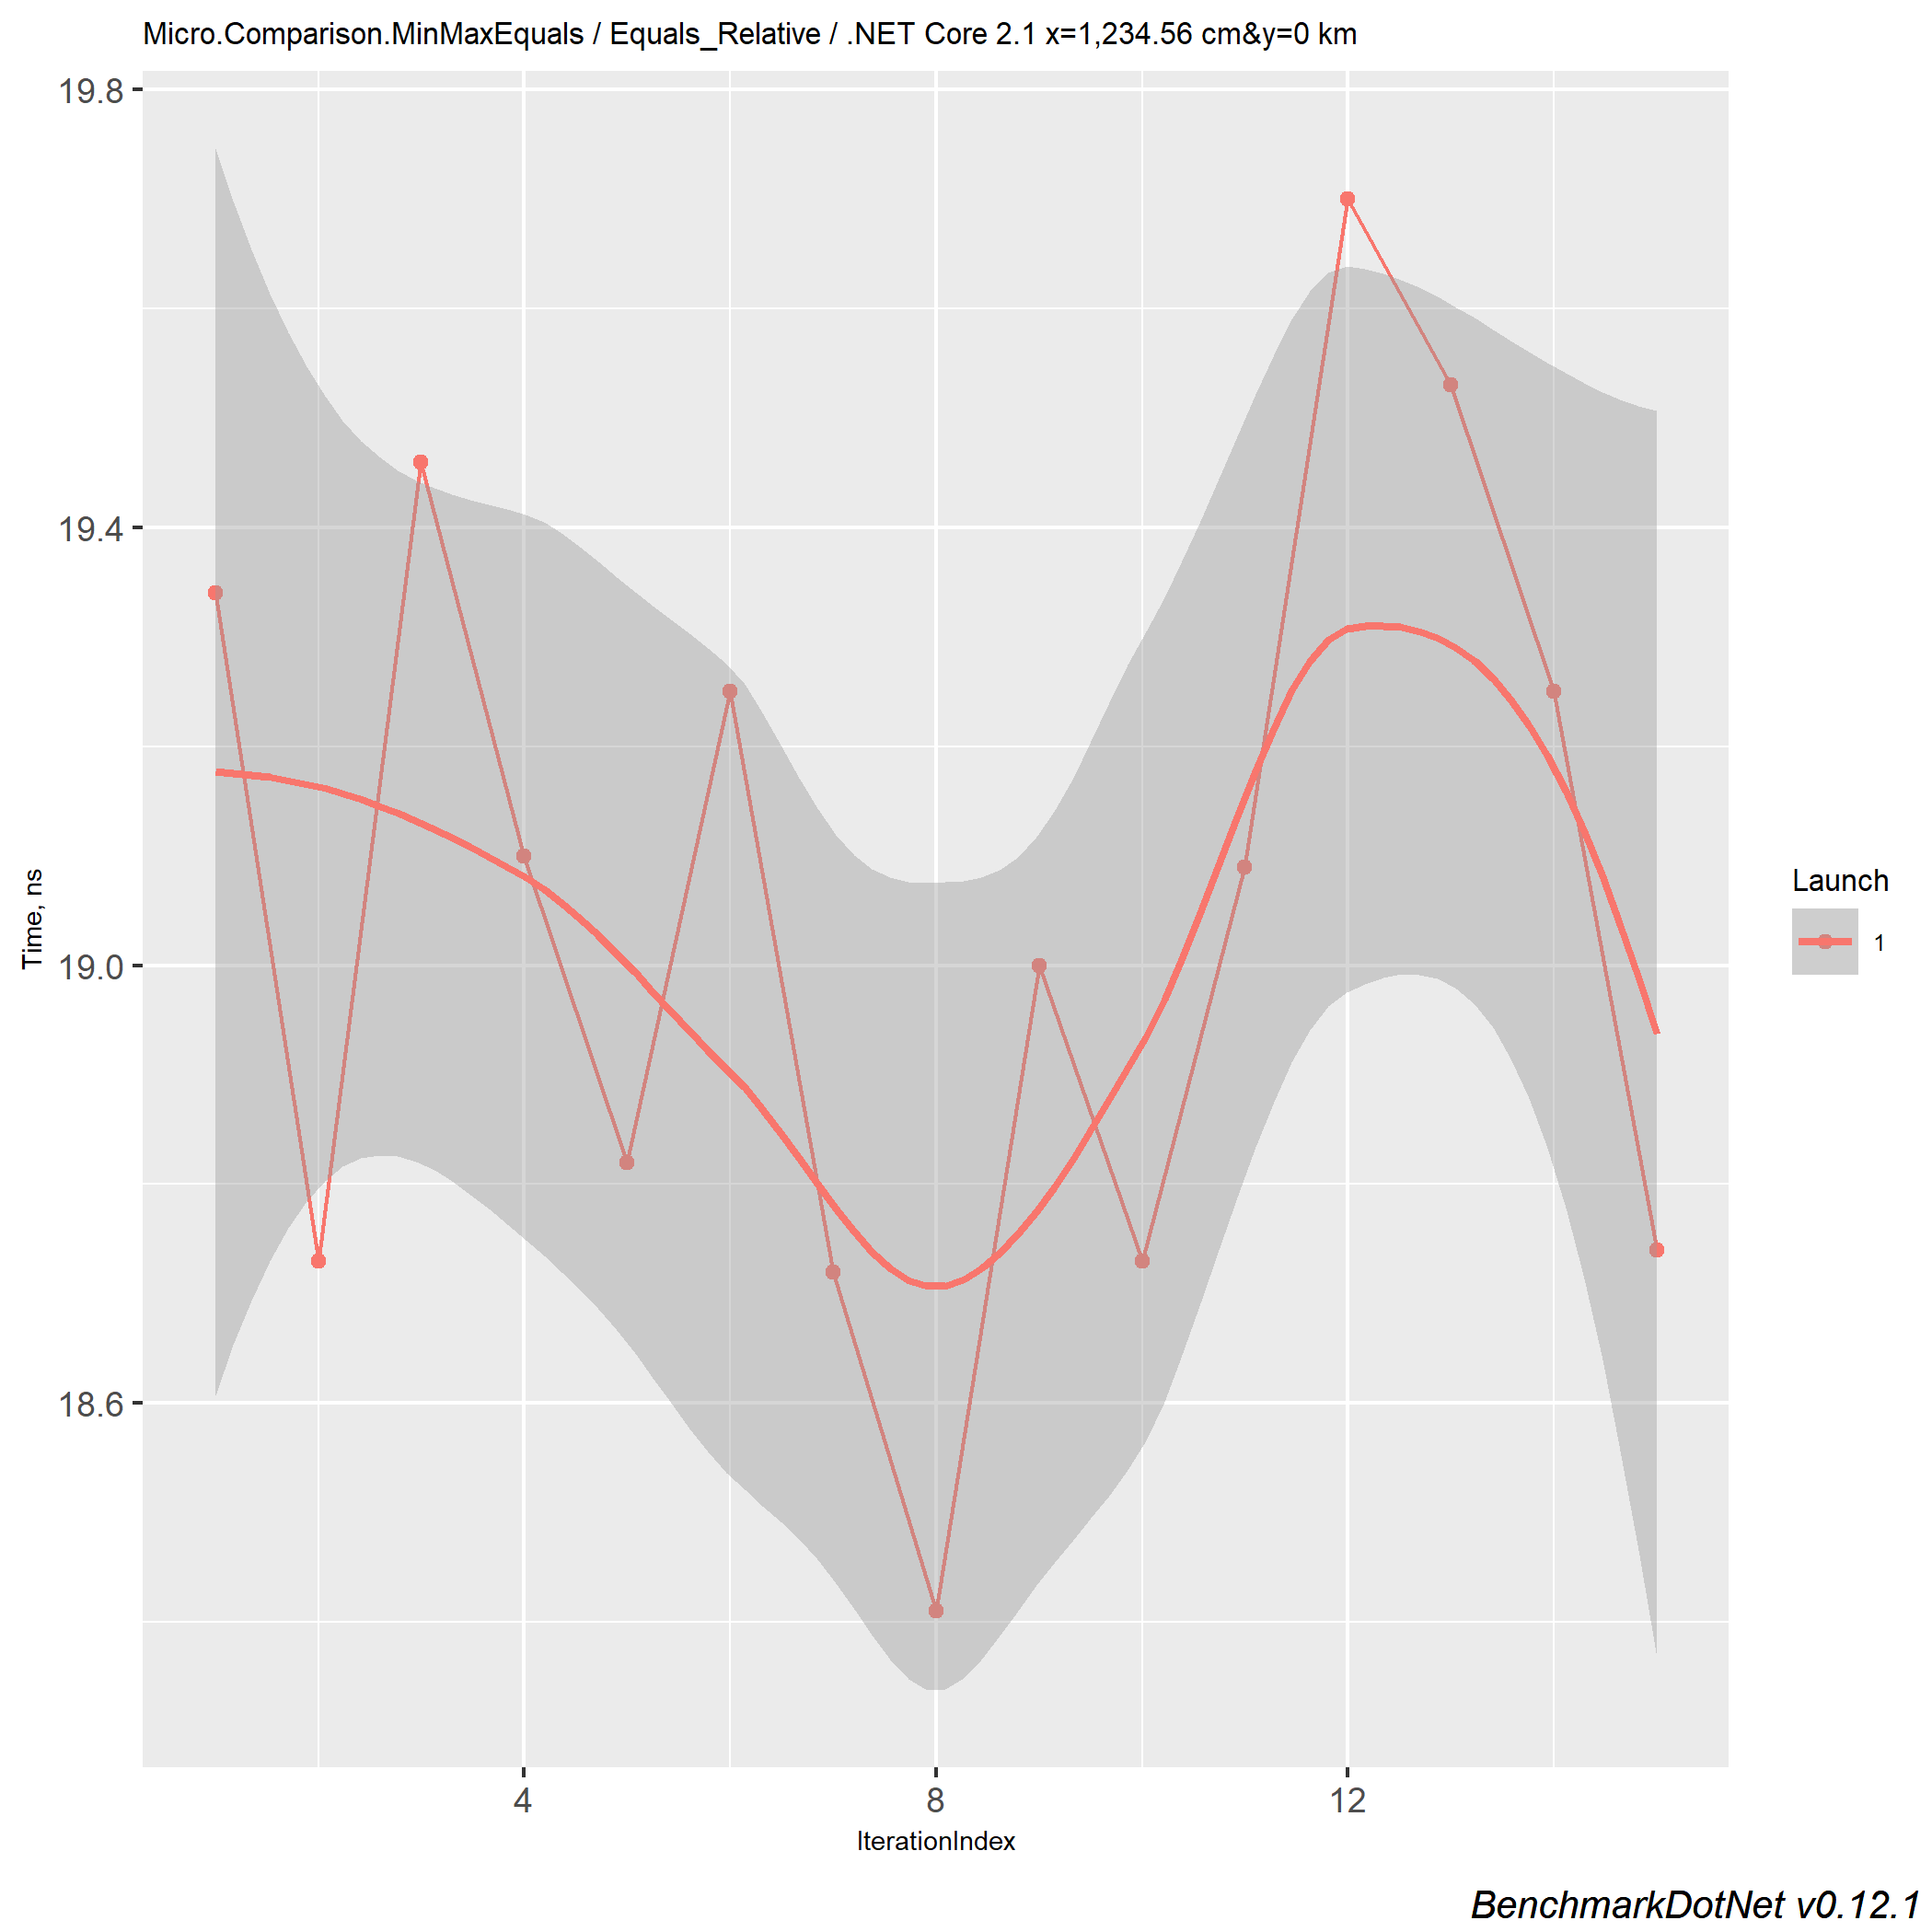 Micro.Comparison.MinMaxEquals / Equals_Relative / .NET Core 2.1 x=1,234.56 cm&y=0 km
19.8
19.4
19.0
18.6
Time, ns
4
8
12
IterationIndex
Launch
1
BenchmarkDotNet v0.12.1